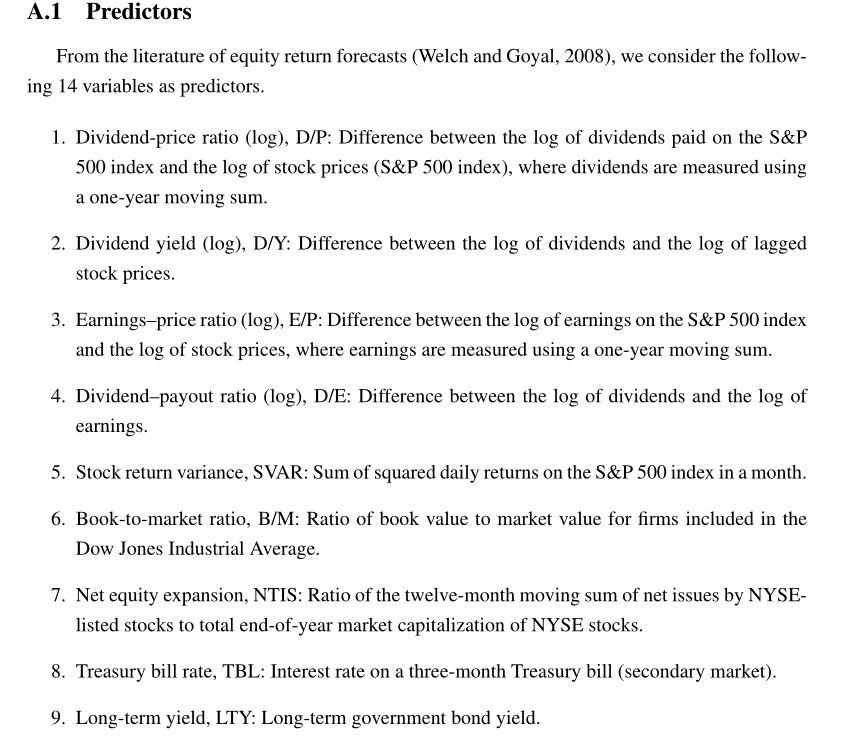 A.1 Predictors
From the literature of equity return forecasts (Welch and Goyal, 2008), we consider the follow-
ing 14 variables as predictors.
1. Dividend-price ratio (log), D/P: Difference between the log of dividends paid on the S&P
500 index and the log of stock prices (S&P 500 index), where dividends are measured using
a one-year moving sum.
2. Dividend yield (log), D/Y: Difference between the log of dividends and the log of lagged
stock prices.
3. Earnings–price ratio (log), E/P: Difference between the log of earnings on the S&P 500 index
and the log of stock prices, where earnings are measured using a one-year moving sum.
4. Dividend–payout ratio (log), D/E: Difference between the log of dividends and the log of
earnings.
5. Stock return variance, SVAR: Sum of squared daily returns on the S&P 500 index in a month.
6. Book-to-market ratio, B/M: Ratio of book value to market value for firms included in the
Dow Jones Industrial Average.
7. Net equity expansion, NTIS: Ratio of the twelve-month moving sum of net issues by NYSE-
listed stocks to total end-of-year market capitalization of NYSE stocks.
8. Treasury bill rate, TBL: Interest rate on a three-month Treasury bill (secondary market).
9. Long-term yield, LTY: Long-term government bond yield.